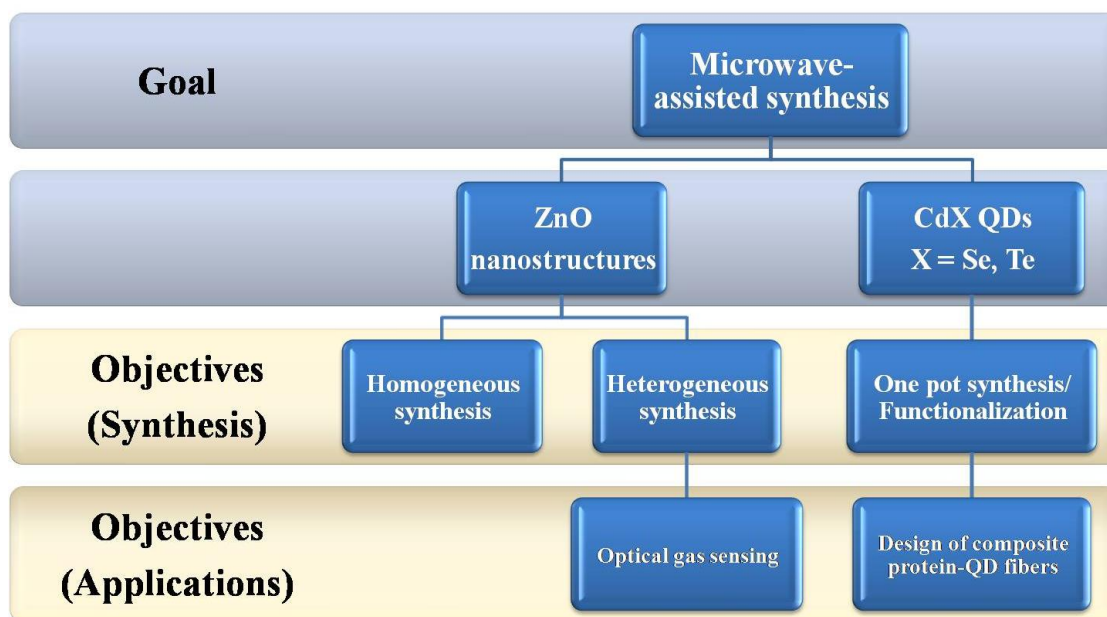 Goal
Microwave-
assisted synthesis
ZnO
nanostructures
CdX QDs
X = Se, Te
Objectives
(Synthesis)
Homogeneous
synthesis
Heterogeneous
synthesis
One pot synthesis/
Functionalization
Objectives
(Applications)
Optical gas sensing
Design of composite
protein-QD fibers